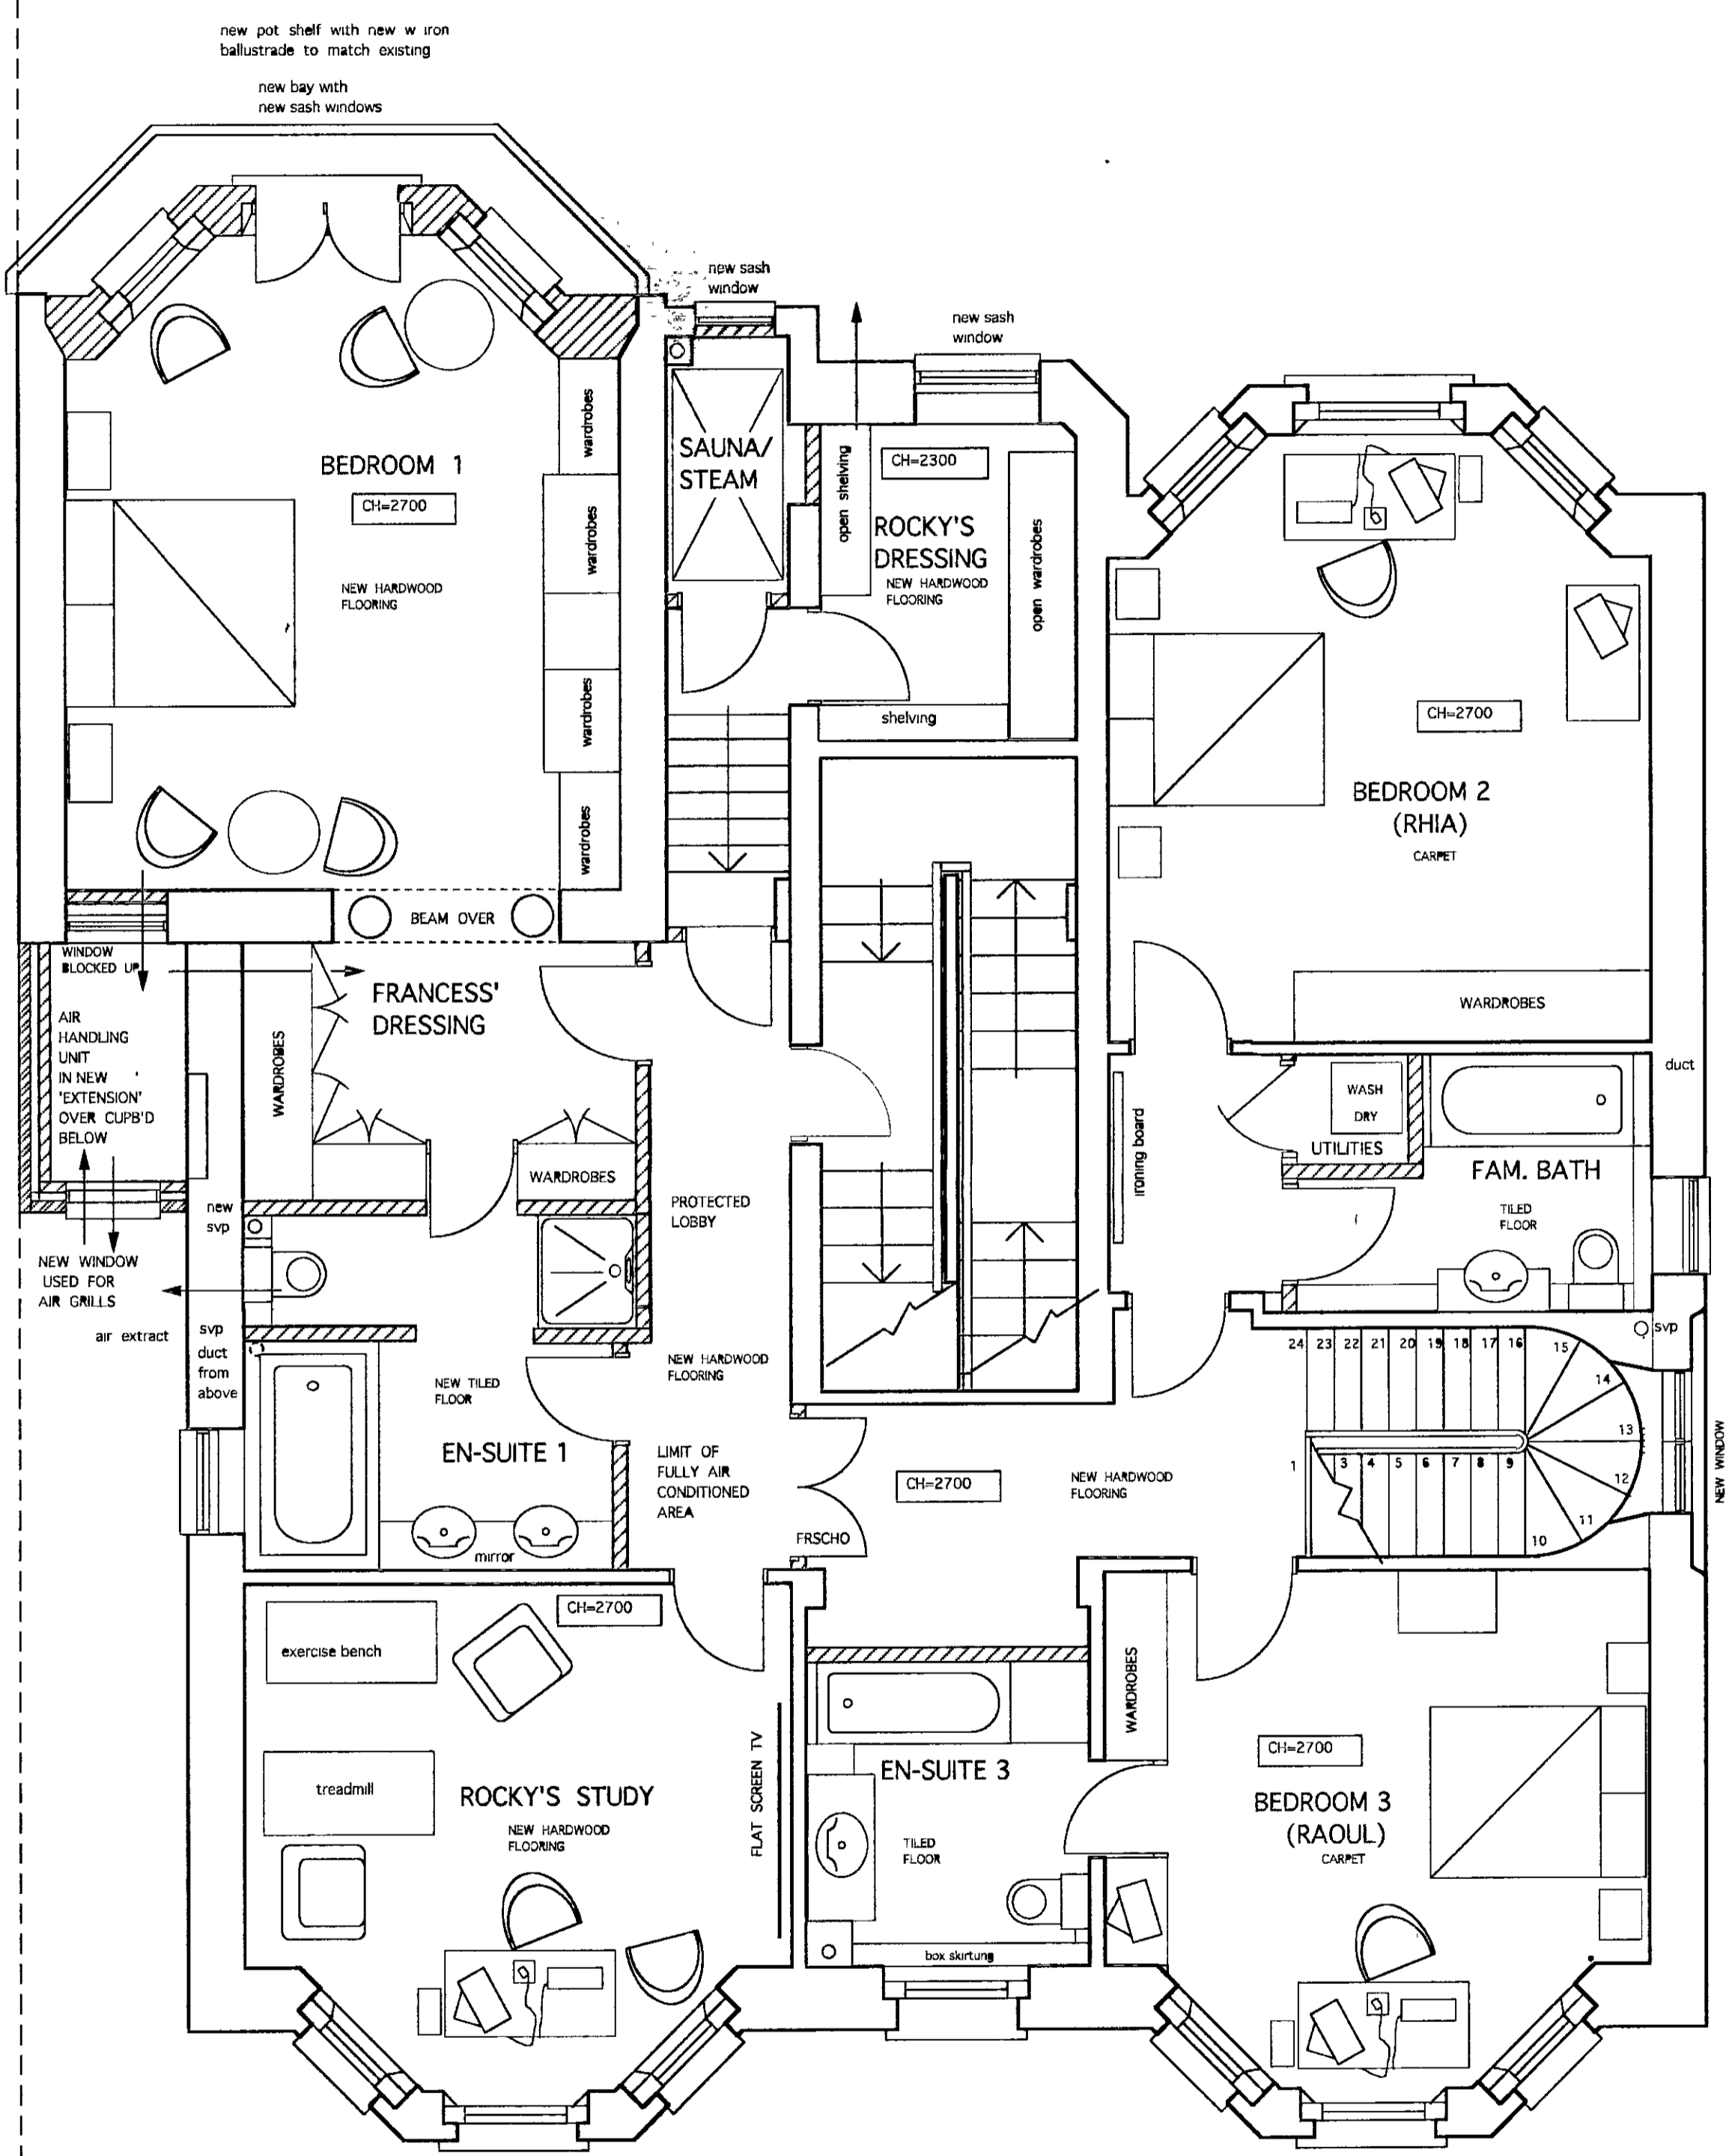 new pot shelf with new w iron
ballustrade to match existing
new bay with
new sash windows
new sash
window
new sash
window
BEDROOM 1
CH=2700
NEW HARDWOOD
FLOORING
wardrobes
wardrobes
wardrobes
wardrobes
SAUNA/
STEAM
open shelving
CH=2300
ROCKY'S
DRESSING
NEW HARDWOOD
FLOORING
open wardrobes
shelving
CH=2700
BEDROOM 2
(RHIA)
CARPET
WARDROBES
BEAM OVER
WINDOW
BLOCKED UP
AIR
HANDLING
UNIT
IN NEW
'EXTENSION'
OVER CUPB'D
BELOW
FRANCESS'
DRESSING
WARDROBES
WARDROBES
new
svp
NEW WINDOW
USED FOR
AIR GRILLS
air extract
svp
duct
from
above
PROTECTED
LOBBY
NEW HARDWOOD
FLOORING
ironing board
WASH
DRY
UTILITIES
duct
FAM. BATH
TILED
FLOOR
svp
24 23 22 21 20 19 18 17 16 15
14
13
12
11
10
1 3 4 5 6 7 8 9
NEW WINDOW
NEW TILED
FLOOR
EN-SUITE 1
mirror
LIMIT OF
FULLY AIR
CONDITIONED
AREA
FRSCHO
CH=2700
NEW HARDWOOD
FLOORING
CH=2700
exercise bench
treadmill
ROCKY'S STUDY
NEW HARDWOOD
FLOORING
FLAT SCREEN TV
EN-SUITE 3
TILED
FLOOR
box skirtung
WARDROBES
CH=2700
BEDROOM 3
(RAOUL)
CARPET